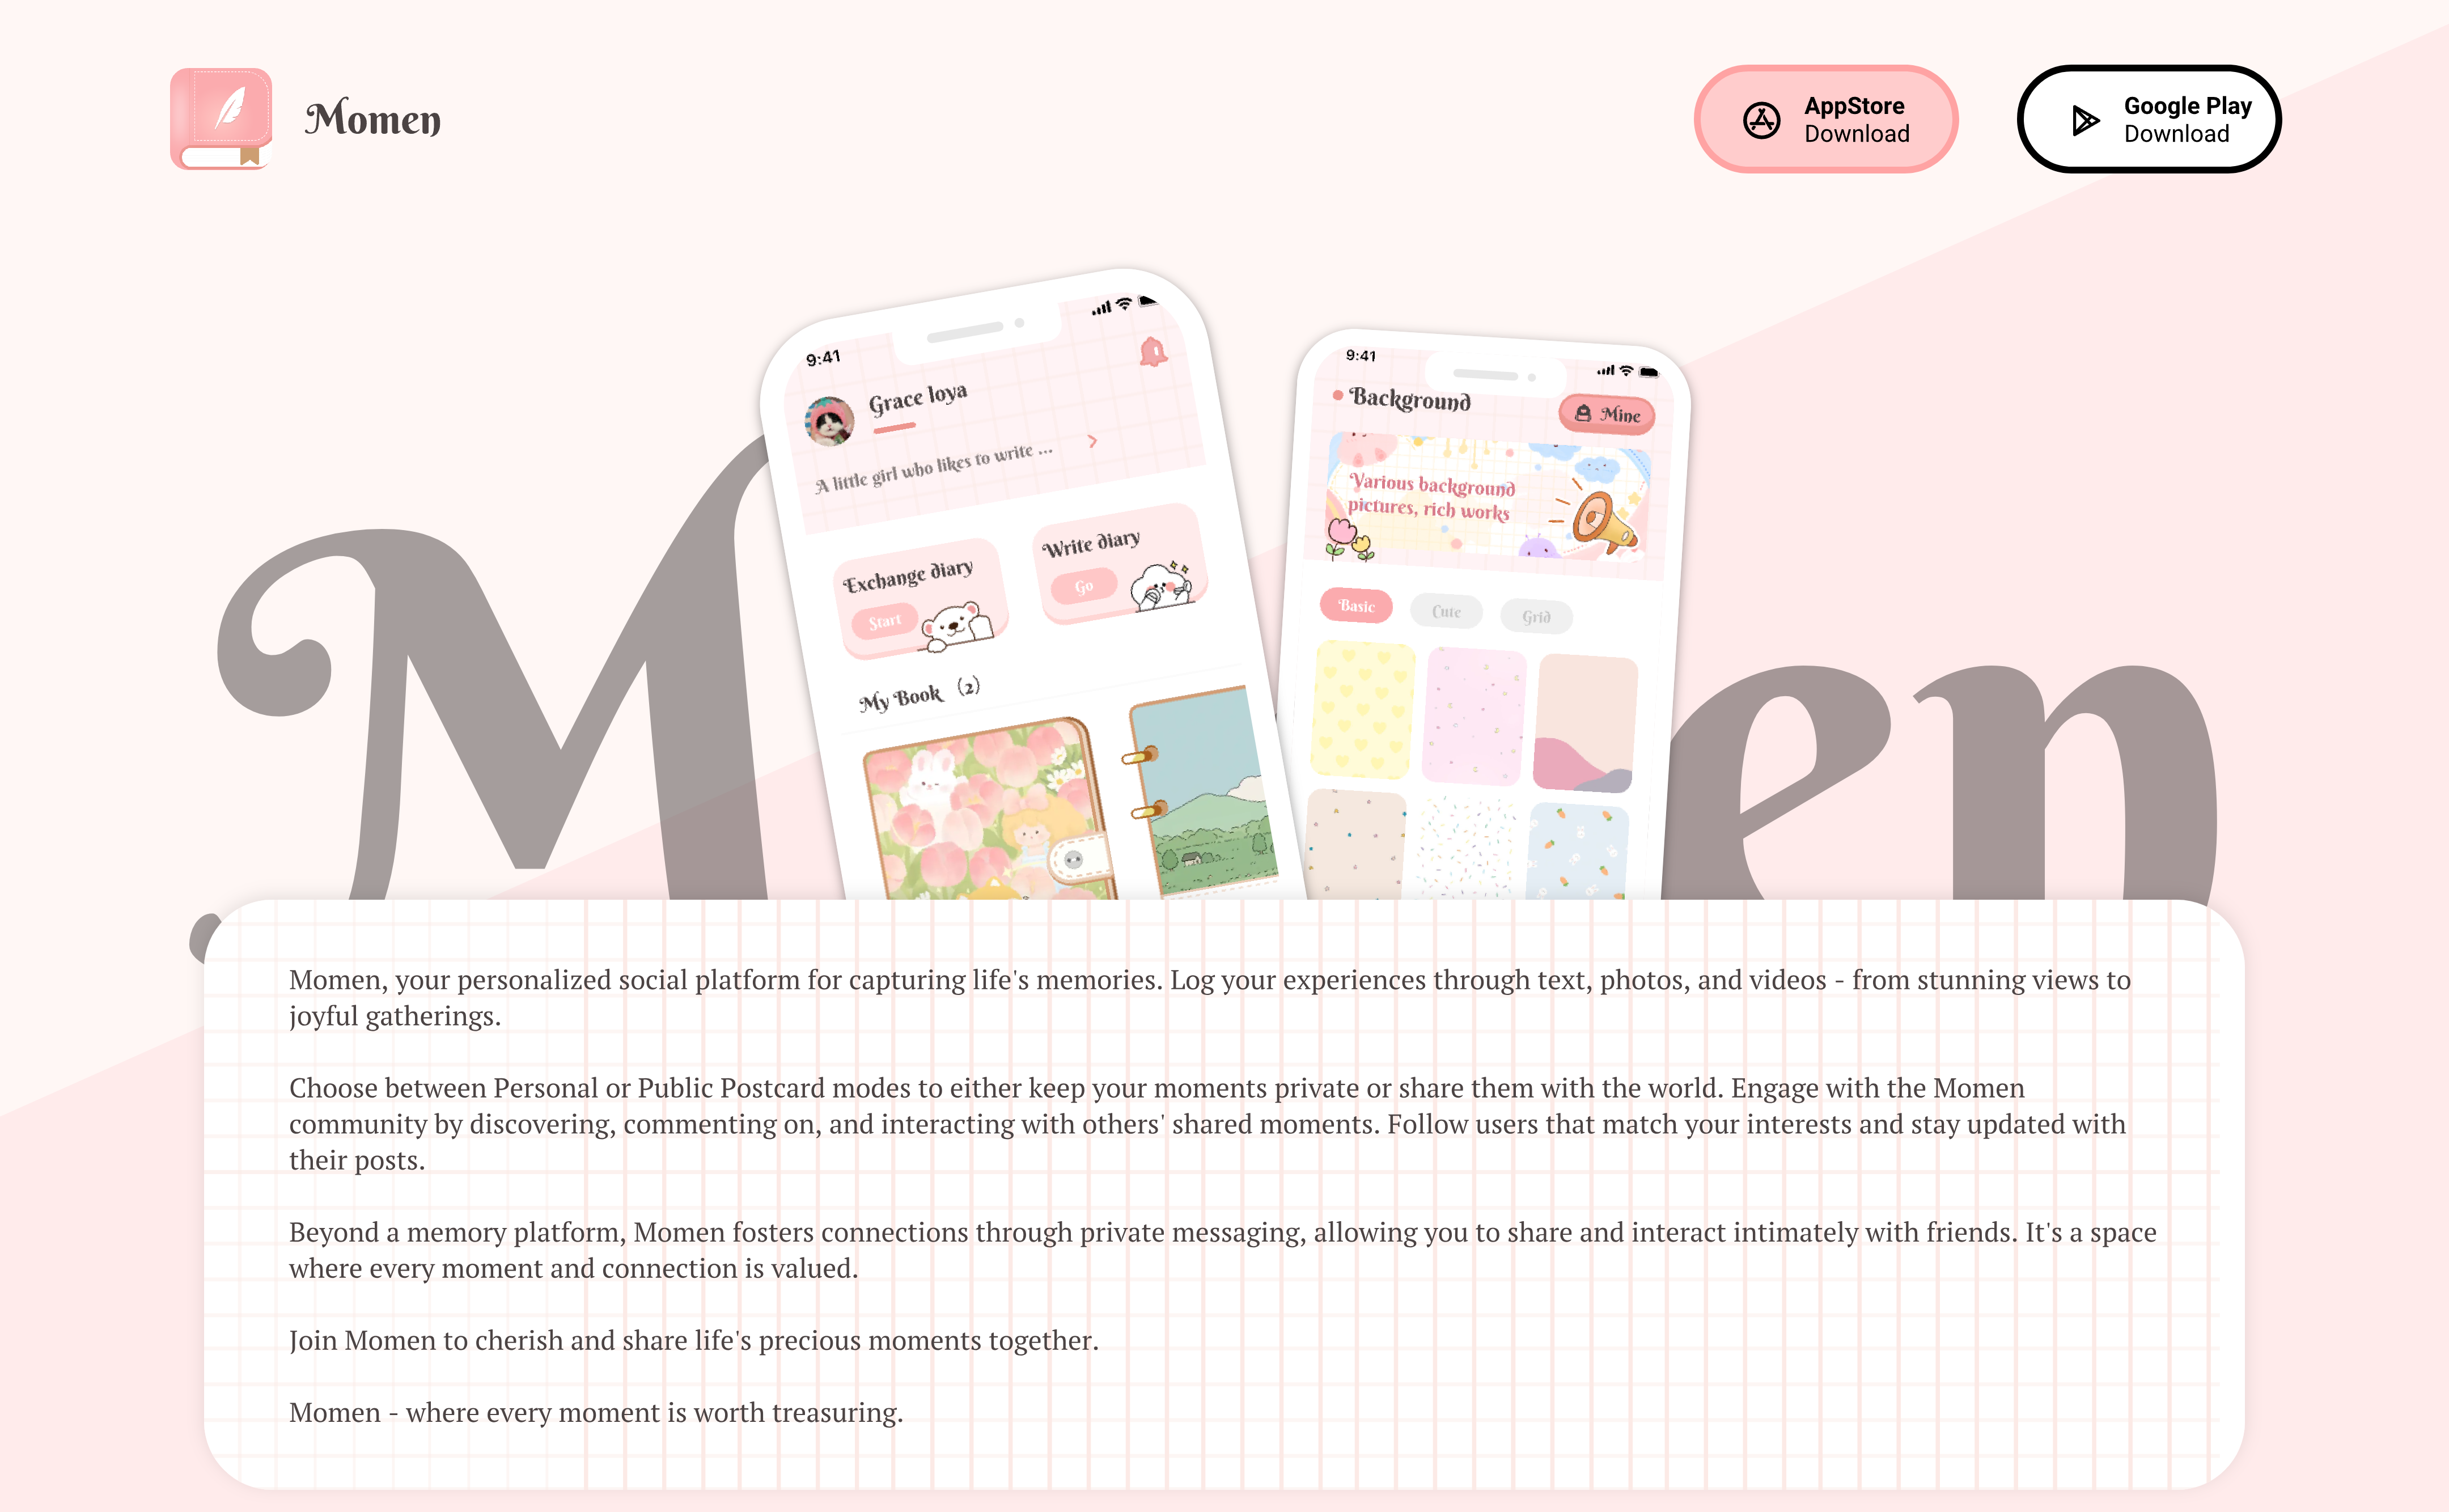 Momen
AppStore
Download
Google Play
Download
9:41
Grace loya
A little girl who likes to write ...
Exchange diary
Start
Write diary
Go
My Book (2)
9:41
Background
Mine
Various background
pictures, rich works
Basic
Cute
Grid
M en
Momen, your personalized social platform for capturing life's memories. Log your experiences through text, photos, and videos - from stunning views to
joyful gatherings.
Choose between Personal or Public Postcard modes to either keep your moments private or share them with the world. Engage with the Momen
community by discovering, commenting on, and interacting with others' shared moments. Follow users that match your interests and stay updated with
their posts.
Beyond a memory platform, Momen fosters connections through private messaging, allowing you to share and interact intimately with friends. It's a space
where every moment and connection is valued.
Join Momen to cherish and share life's precious moments together.
Momen - where every moment is worth treasuring.